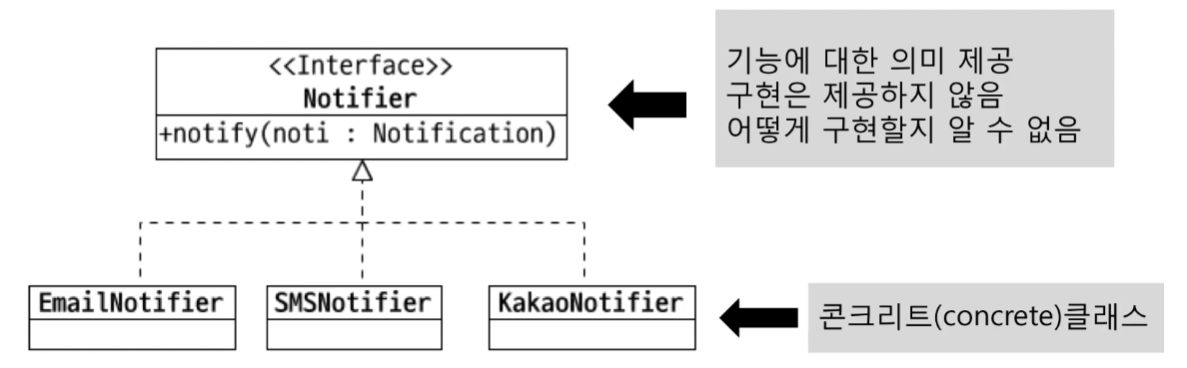 <<Interface>>
Notifier
+notify(noti : Notification)
기능에 대한 의미 제공
구현은 제공하지 않음
어떻게 구현할지 알 수 없음
EmailNotifier
SMSNotifier
KakaoNotifier
콘크리트(concrete)클래스